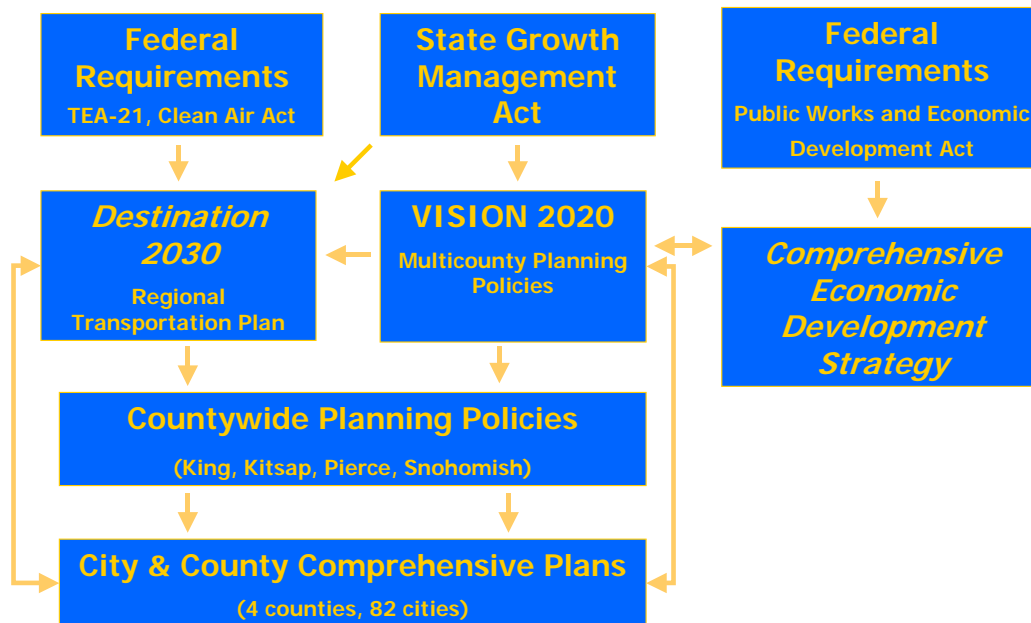 Federal
Requirements
TEA-21, Clean Air Act
State Growth
Management
Act
Federal
Requirements
Public Works and Economic
Development Act
Destination
2030
Regional
Transportation Plan
VISION 2020
Multicounty Planning
Policies
Comprehensive
Economic
Development
Strategy
Countywide Planning Policies
(King, Kitsap, Pierce, Snohomish)
City & County Comprehensive Plans
(4 counties, 82 cities)